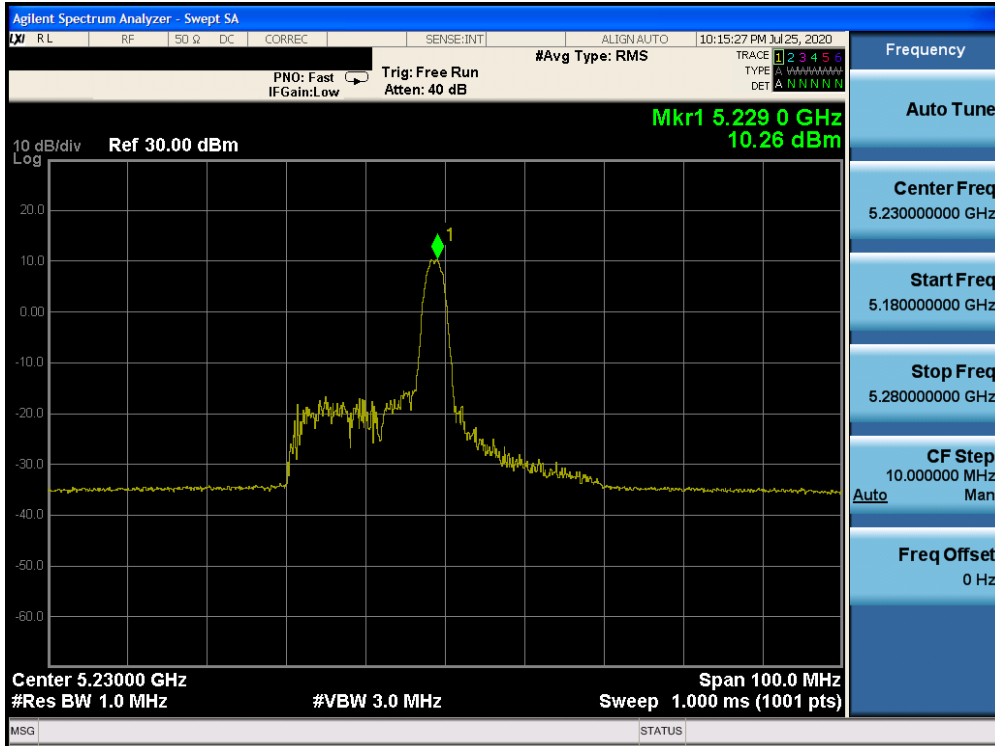 Agilent Spectrum Analyzer - Swept SA
LXI RL RF 50 Ω DC CORREC SENSE:INT ALIGN AUTO 10:15:27 PM Jul 25, 2020
#Avg Type: RMS
TRACE 1 2 3 4 5 6
PNO: Fast Trig: Free Run
TYPE A WWWWW
IFGain:Low Atten: 40 dB
DET A N N N N N
Mkr1 5.229 0 GHz
10.26 dBm
10 dB/div Ref 30.00 dBm
Log
1
20.0
10.0
0.00
-10.0
-20.0
-30.0
-40.0
-50.0
-60.0
Center 5.23000 GHz Span 100.0 MHz
#Res BW 1.0 MHz #VBW 3.0 MHz Sweep 1.000 ms (1001 pts)
MSG STATUS
Frequency
Auto Tune
Center Freq
5.230000000 GHz
Start Freq
5.180000000 GHz
Stop Freq
5.280000000 GHz
CF Step
10.000000 MHz
Auto Man
Freq Offset
0 Hz